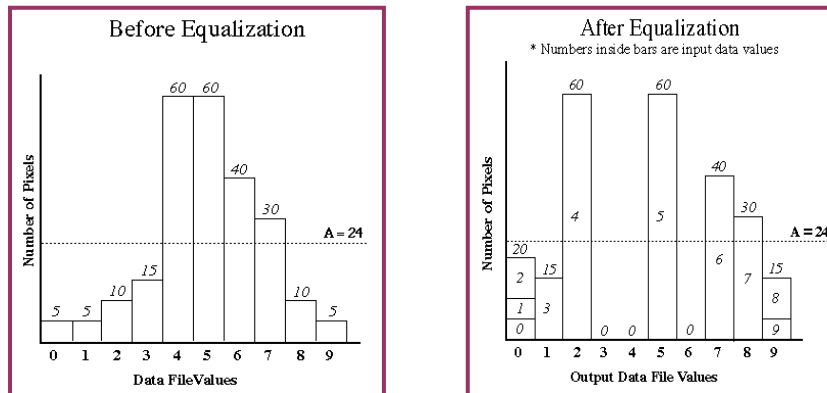 Before Equalization
Number of Pixels
60 60
40
30
A = 24
15
10 10
5 5 5
0 1 2 3 4 5 6 7 8 9
Data FileValues
After Equalization
* Numbers inside bars are input data values
Number of Pixels
60 60
40
30
A = 24
20
15 15
2 4 5 6 7 8
1 3
0 0 0 0 9
0 1 2 3 4 5 6 7 8 9
Output Data File Values